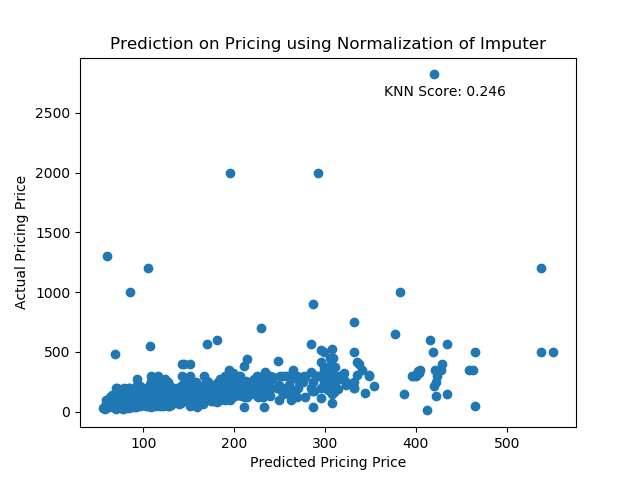 Prediction on Pricing using Normalization of Imputer
KNN Score: 0.246
2500
2000
1500
1000
500
0
Actual Pricing Price
100 200 300 400 500
Predicted Pricing Price